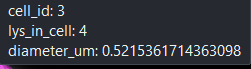 cell_id: 3
lys_in_cell: 4
diameter_um: 0.5215361714363098